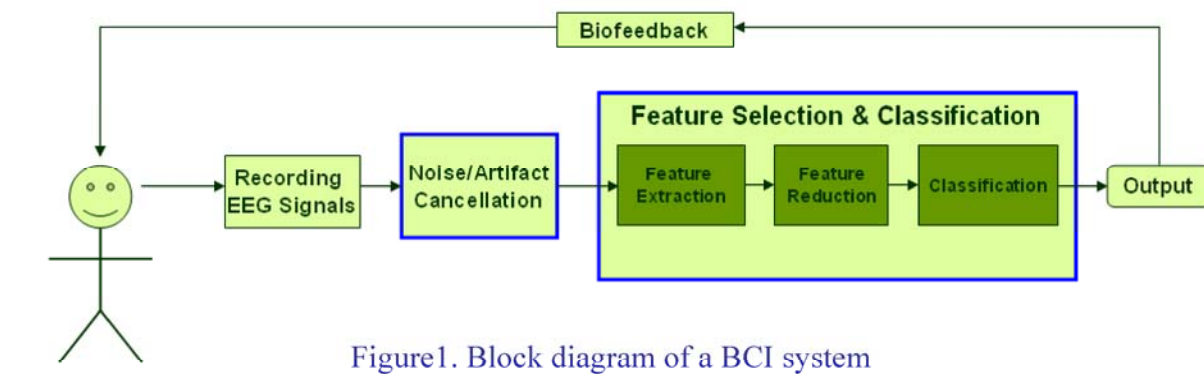 Biofeedback
Feature Selection & Classification
Recording
EEG Signals
Noise/Artifact
Cancellation
Feature
Extraction
Feature
Reduction
Classification
Output
Figure1. Block diagram of a BCI system